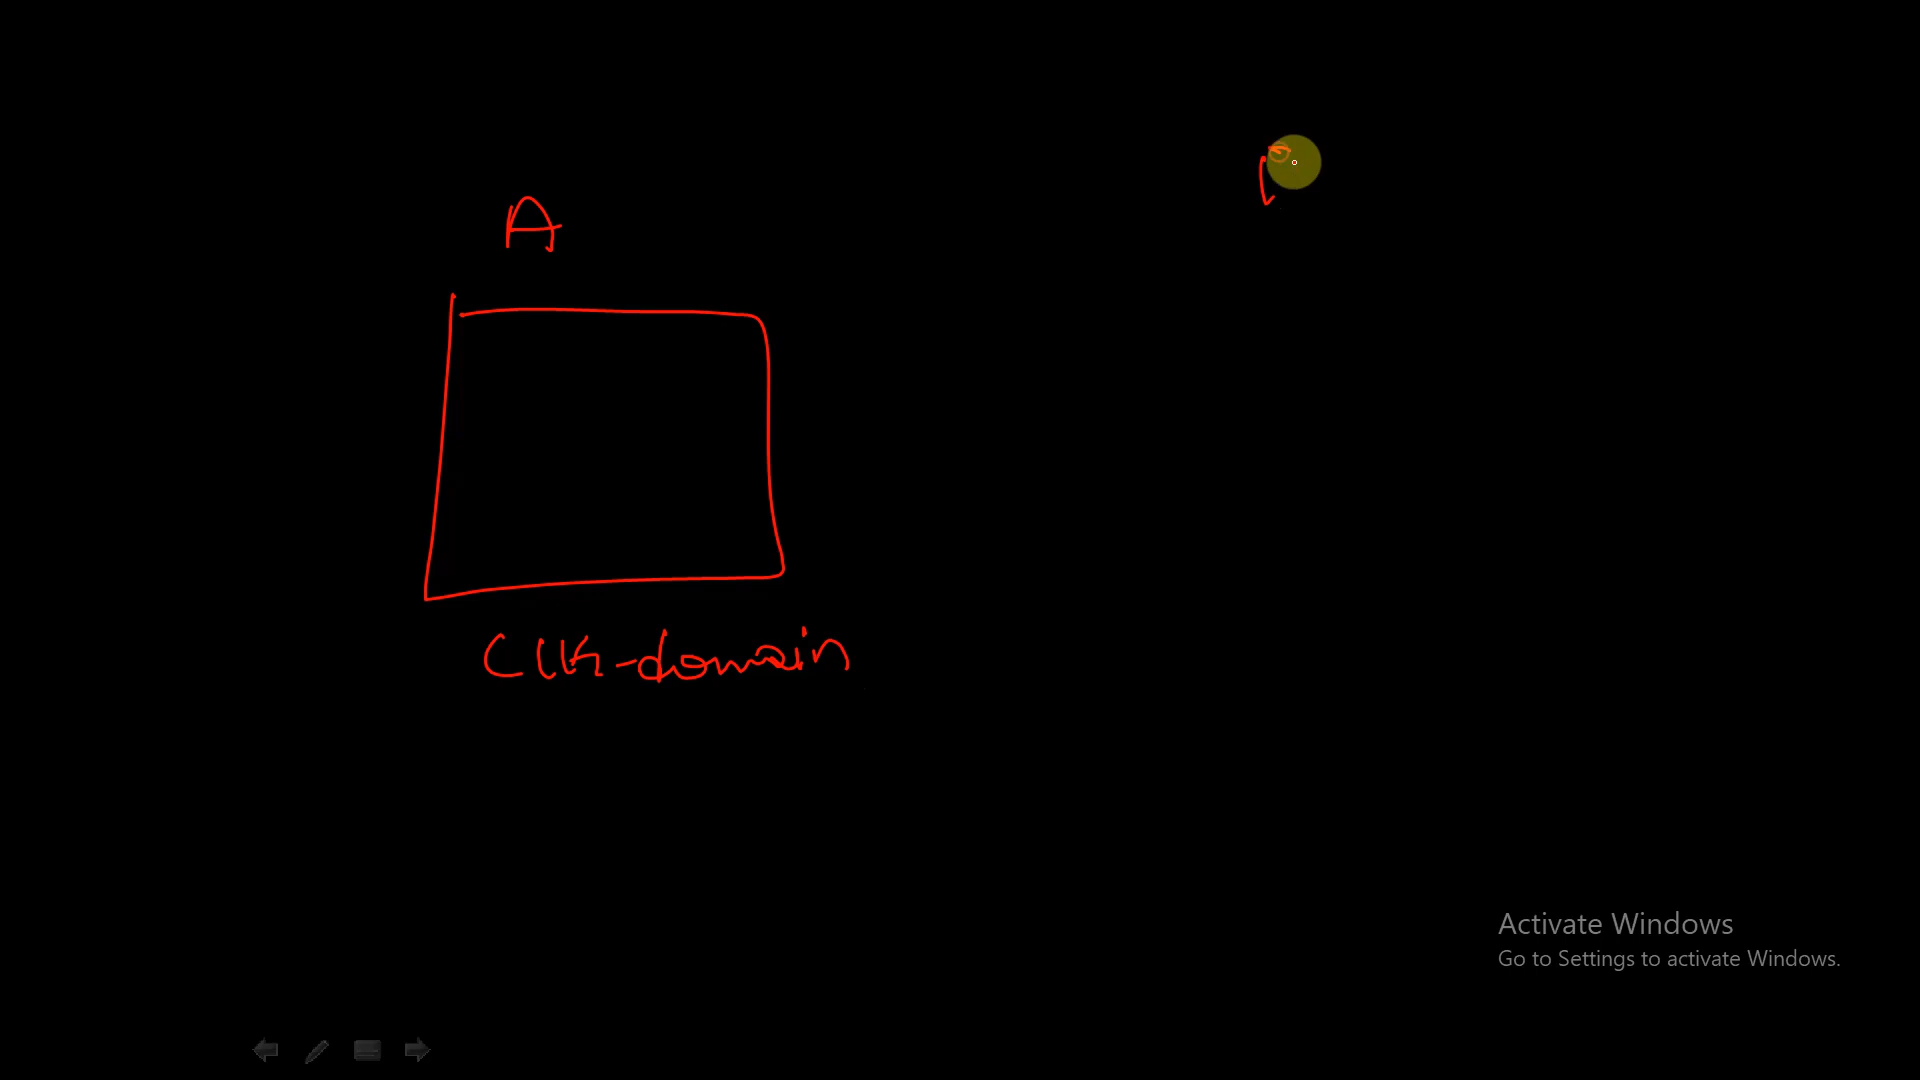 A
Clk-domain
Activate Windows
Go to Settings to activate Windows.